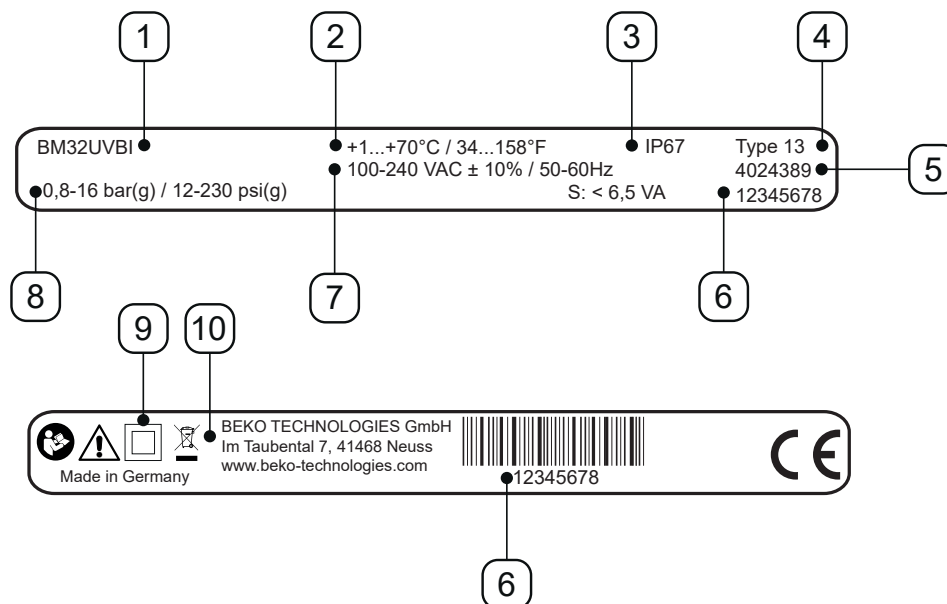 1 2 3 4
BM32UVBI +1...+70°C / 34...158°F IP67 Type 13
100-240 VAC ± 10% / 50-60Hz 4024389 5
0,8-16 bar(g) / 12-230 psi(g) S: < 6,5 VA 12345678
8 7 6
9 10
BEKO TECHNOLOGIES GmbH
Im Taubental 7, 41468 Neuss
www.beko-technologies.com
Made in Germany
12345678
CE
6